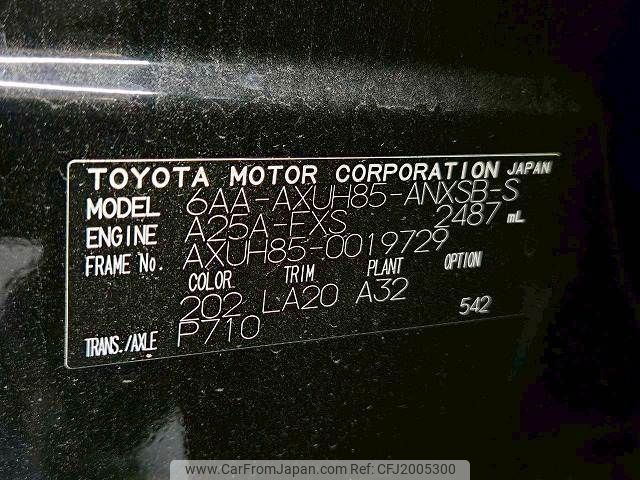 TOYOTA MOTOR CORPORATION JAPAN
MODEL 6AA-AXUH85-ANXSB-S
ENGINE A25A-FXS 2487 mL
FRAME No. AXUH85-0019729
COLOR TRIM PLANT OPTION
202 LA20 A32 542
TRANS./AXLE P710
www.CarFromJapan.com|Ref:No CFJ2005300